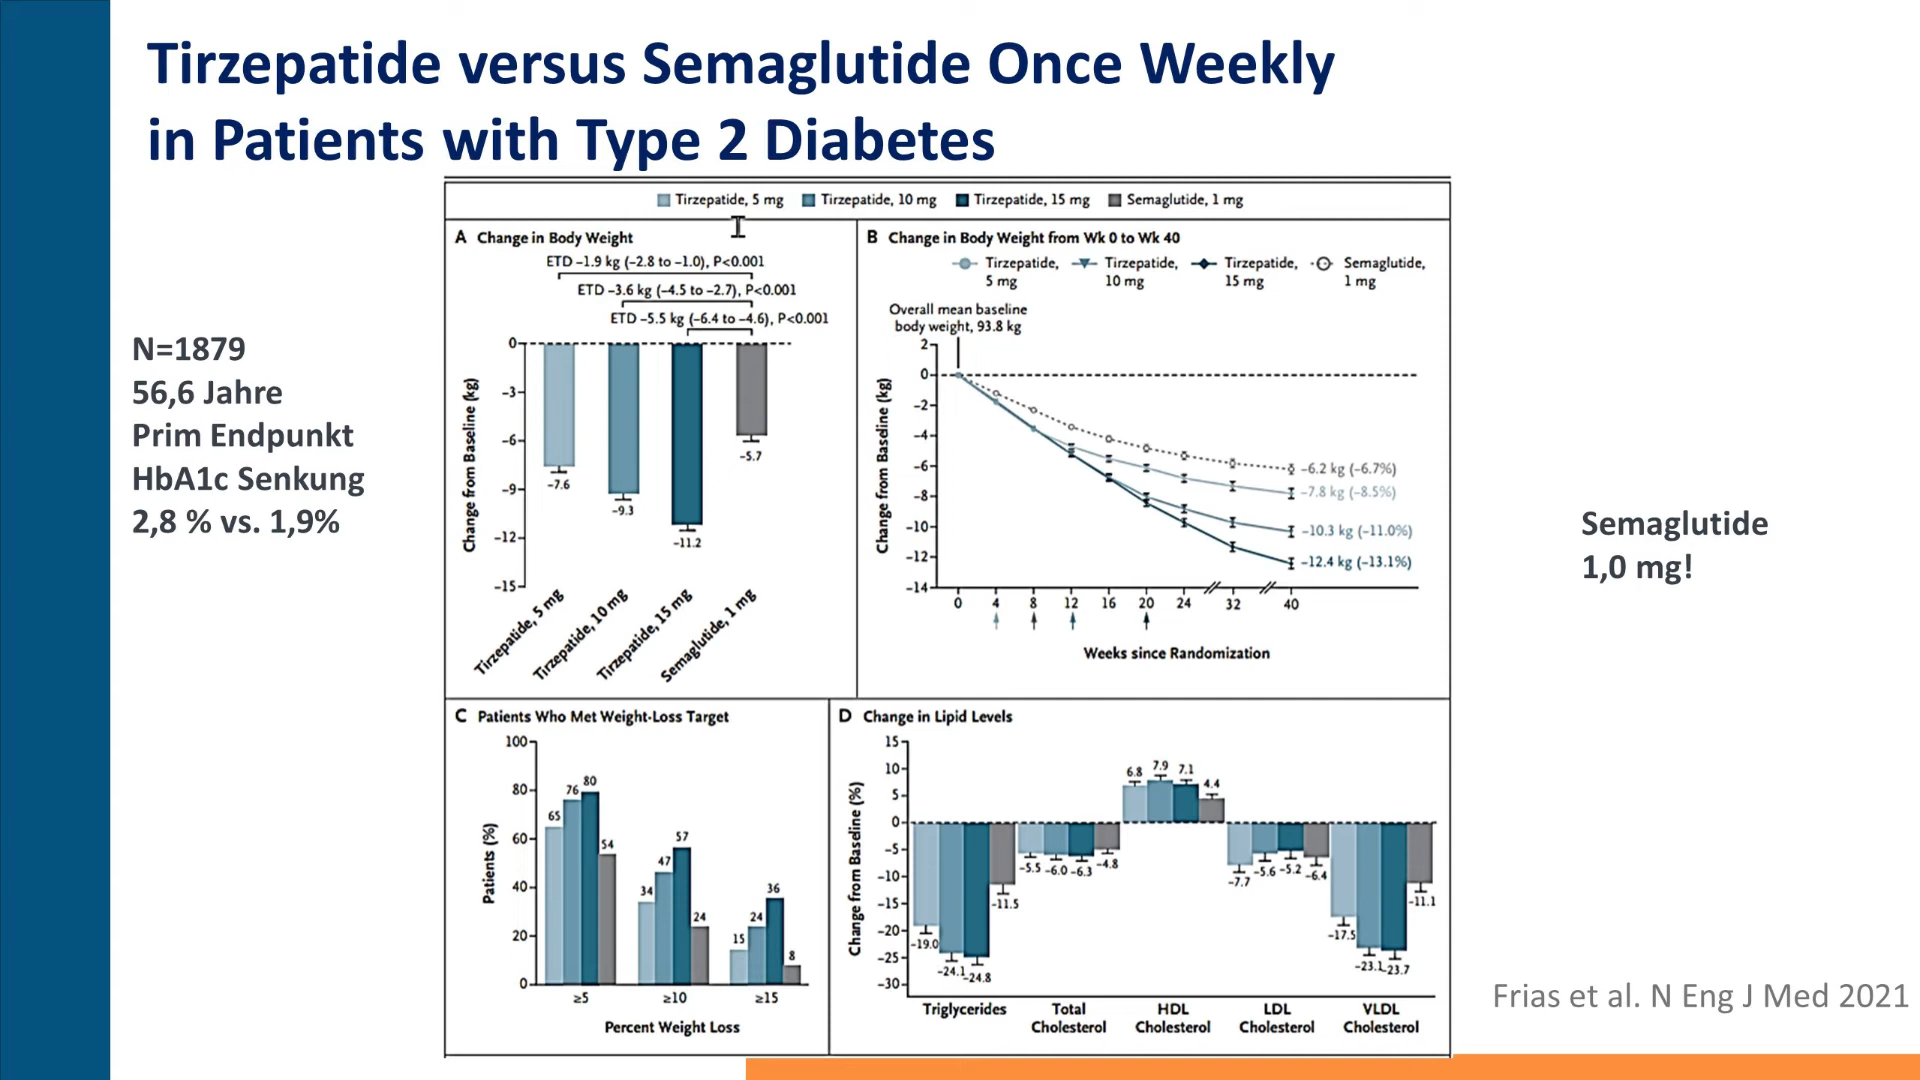 Tirzepatide versus Semaglutide Once Weekly
in Patients with Type 2 Diabetes
Tirzepatide, 5 mg Tirzepatide, 10 mg Tirzepatide, 15 mg Semaglutide, 1 mg
A Change in Body Weight
ETD −1.9 kg (−2.8 to −1.0), P<0.001
ETD −3.6 kg (−4.5 to −2.7), P<0.001
ETD −5.5 kg (−6.4 to −4.6), P<0.001
Change from Baseline (kg)
0
−3
−6
−9
−12
−15
−7.6
−9.3
−11.2
−5.7
Tirzepatide, 5 mg
Tirzepatide, 10 mg
Tirzepatide, 15 mg
Semaglutide, 1 mg
B Change in Body Weight from Wk 0 to Wk 40
Tirzepatide, 5 mg
Tirzepatide, 10 mg
Tirzepatide, 15 mg
Semaglutide, 1 mg
Overall mean baseline
body weight, 93.8 kg
Change from Baseline (kg)
2
0
−2
−4
−6
−8
−10
−12
−14
−6.2 kg (−6.7%)
−7.8 kg (−8.5%)
−10.3 kg (−11.0%)
−12.4 kg (−13.1%)
0 4 8 12 16 20 24 32 40
Weeks since Randomization
N=1879
56,6 Jahre
Prim Endpunkt
HbA1c Senkung
2,8 % vs. 1,9%
Semaglutide
1,0 mg!
C Patients Who Met Weight-Loss Target
Patients (%)
100
80
60
40
20
0
65 76 80 54
34 47 57 24
15 24 36 8
≥5 ≥10 ≥15
Percent Weight Loss
D Change in Lipid Levels
Change from Baseline (%)
15
10
5
0
−5
−10
−15
−20
−25
−30
−19.0 −24.1 −24.8 −11.5
−5.5 −6.0 −6.3 −4.8
6.8 7.9 7.1 4.4
−7.7 −5.6 −5.2 −6.4
−17.5 −23.1 −23.7 −11.1
Triglycerides
Total Cholesterol
HDL Cholesterol
LDL Cholesterol
VLDL Cholesterol
Frias et al. N Eng J Med 2021